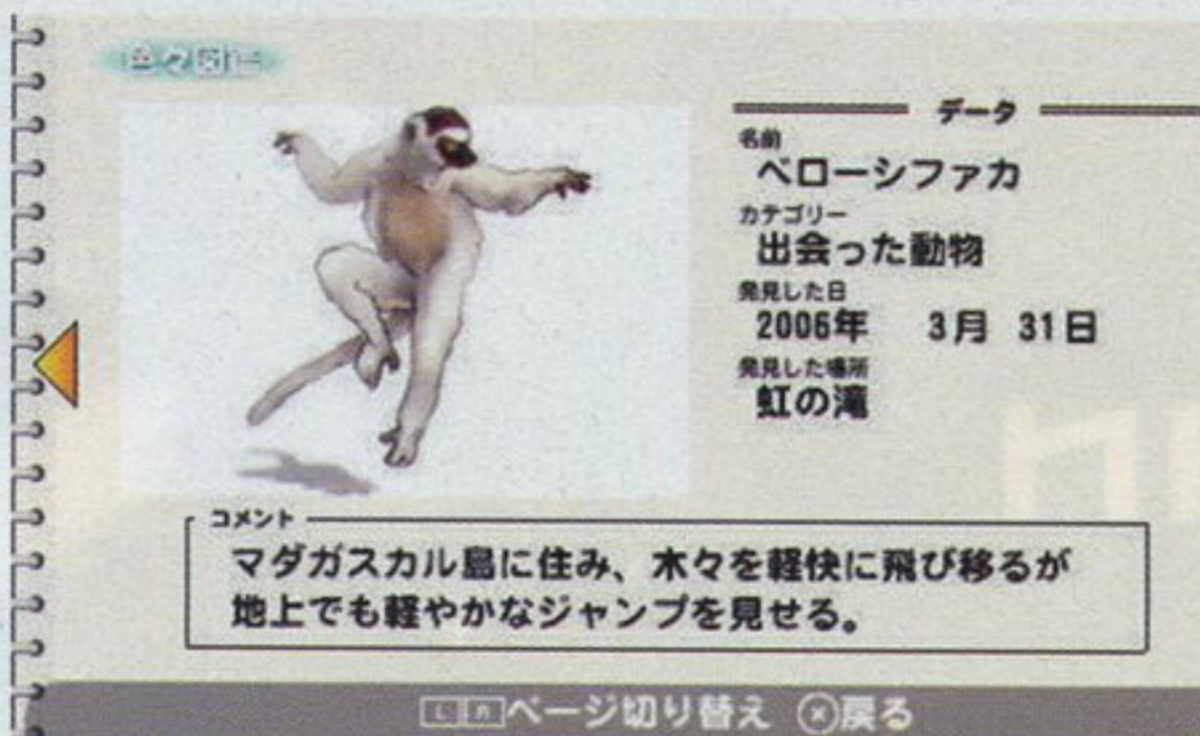 色々図鑑
データ
名前
ベローシファカ
カテゴリー
出会った動物
発見した日
2006年 3月 31日
発見した場所
虹の滝
コメント
マダガスカル島に住み、木々を軽快に飛び移るが
地上でも軽やかなジャンプを見せる。
L R ページ切り替え ×戻る